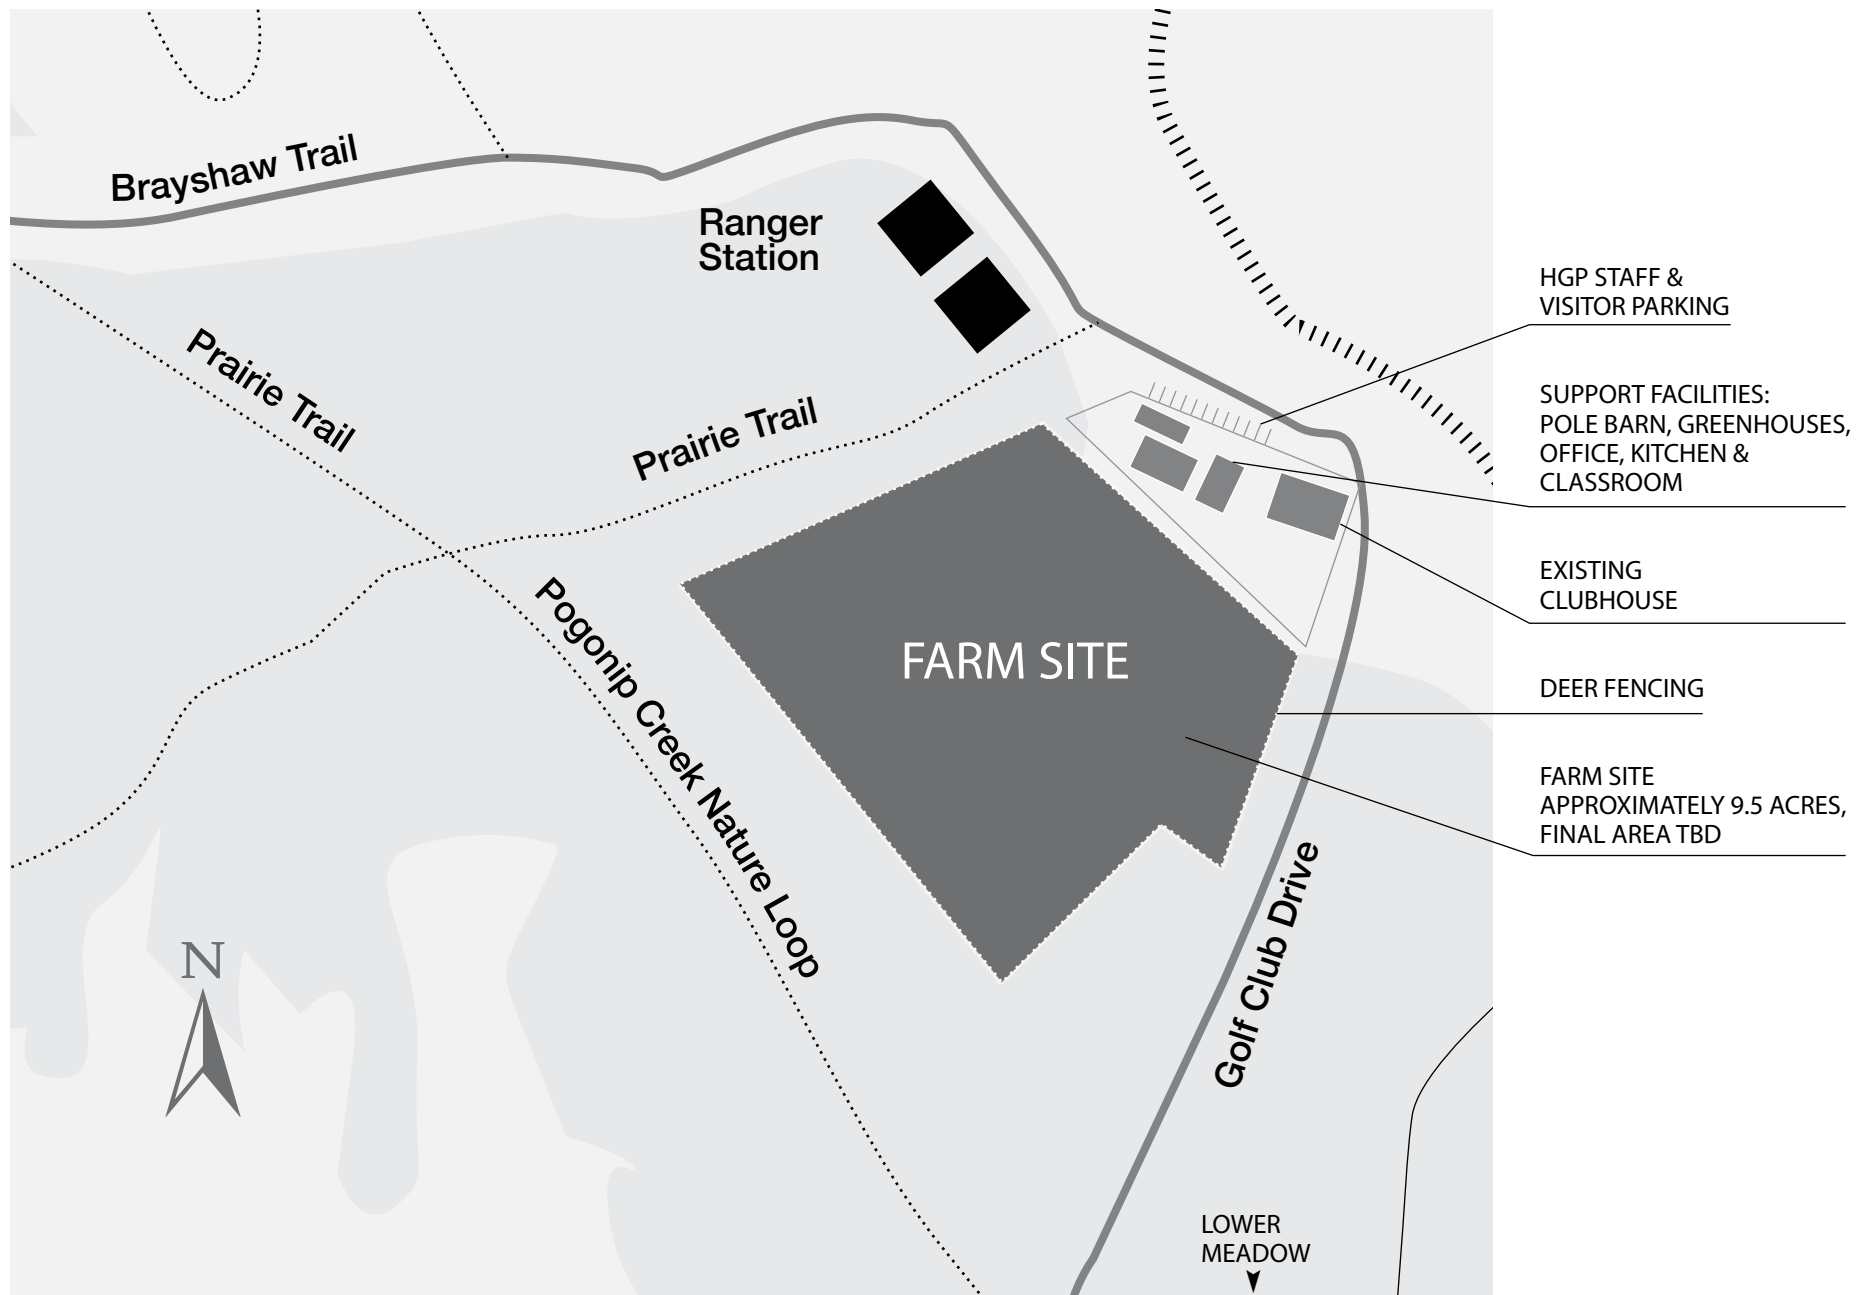 Brayshaw Trail
Ranger
Station
Prairie Trail
Prairie Trail
Pogonip Creek Nature Loop
FARM SITE
Golf Club Drive
N
LOWER
MEADOW
HGP STAFF &
VISITOR PARKING
SUPPORT FACILITIES:
POLE BARN, GREENHOUSES,
OFFICE, KITCHEN &
CLASSROOM
EXISTING
CLUBHOUSE
DEER FENCING
FARM SITE
APPROXIMATELY 9.5 ACRES,
FINAL AREA TBD